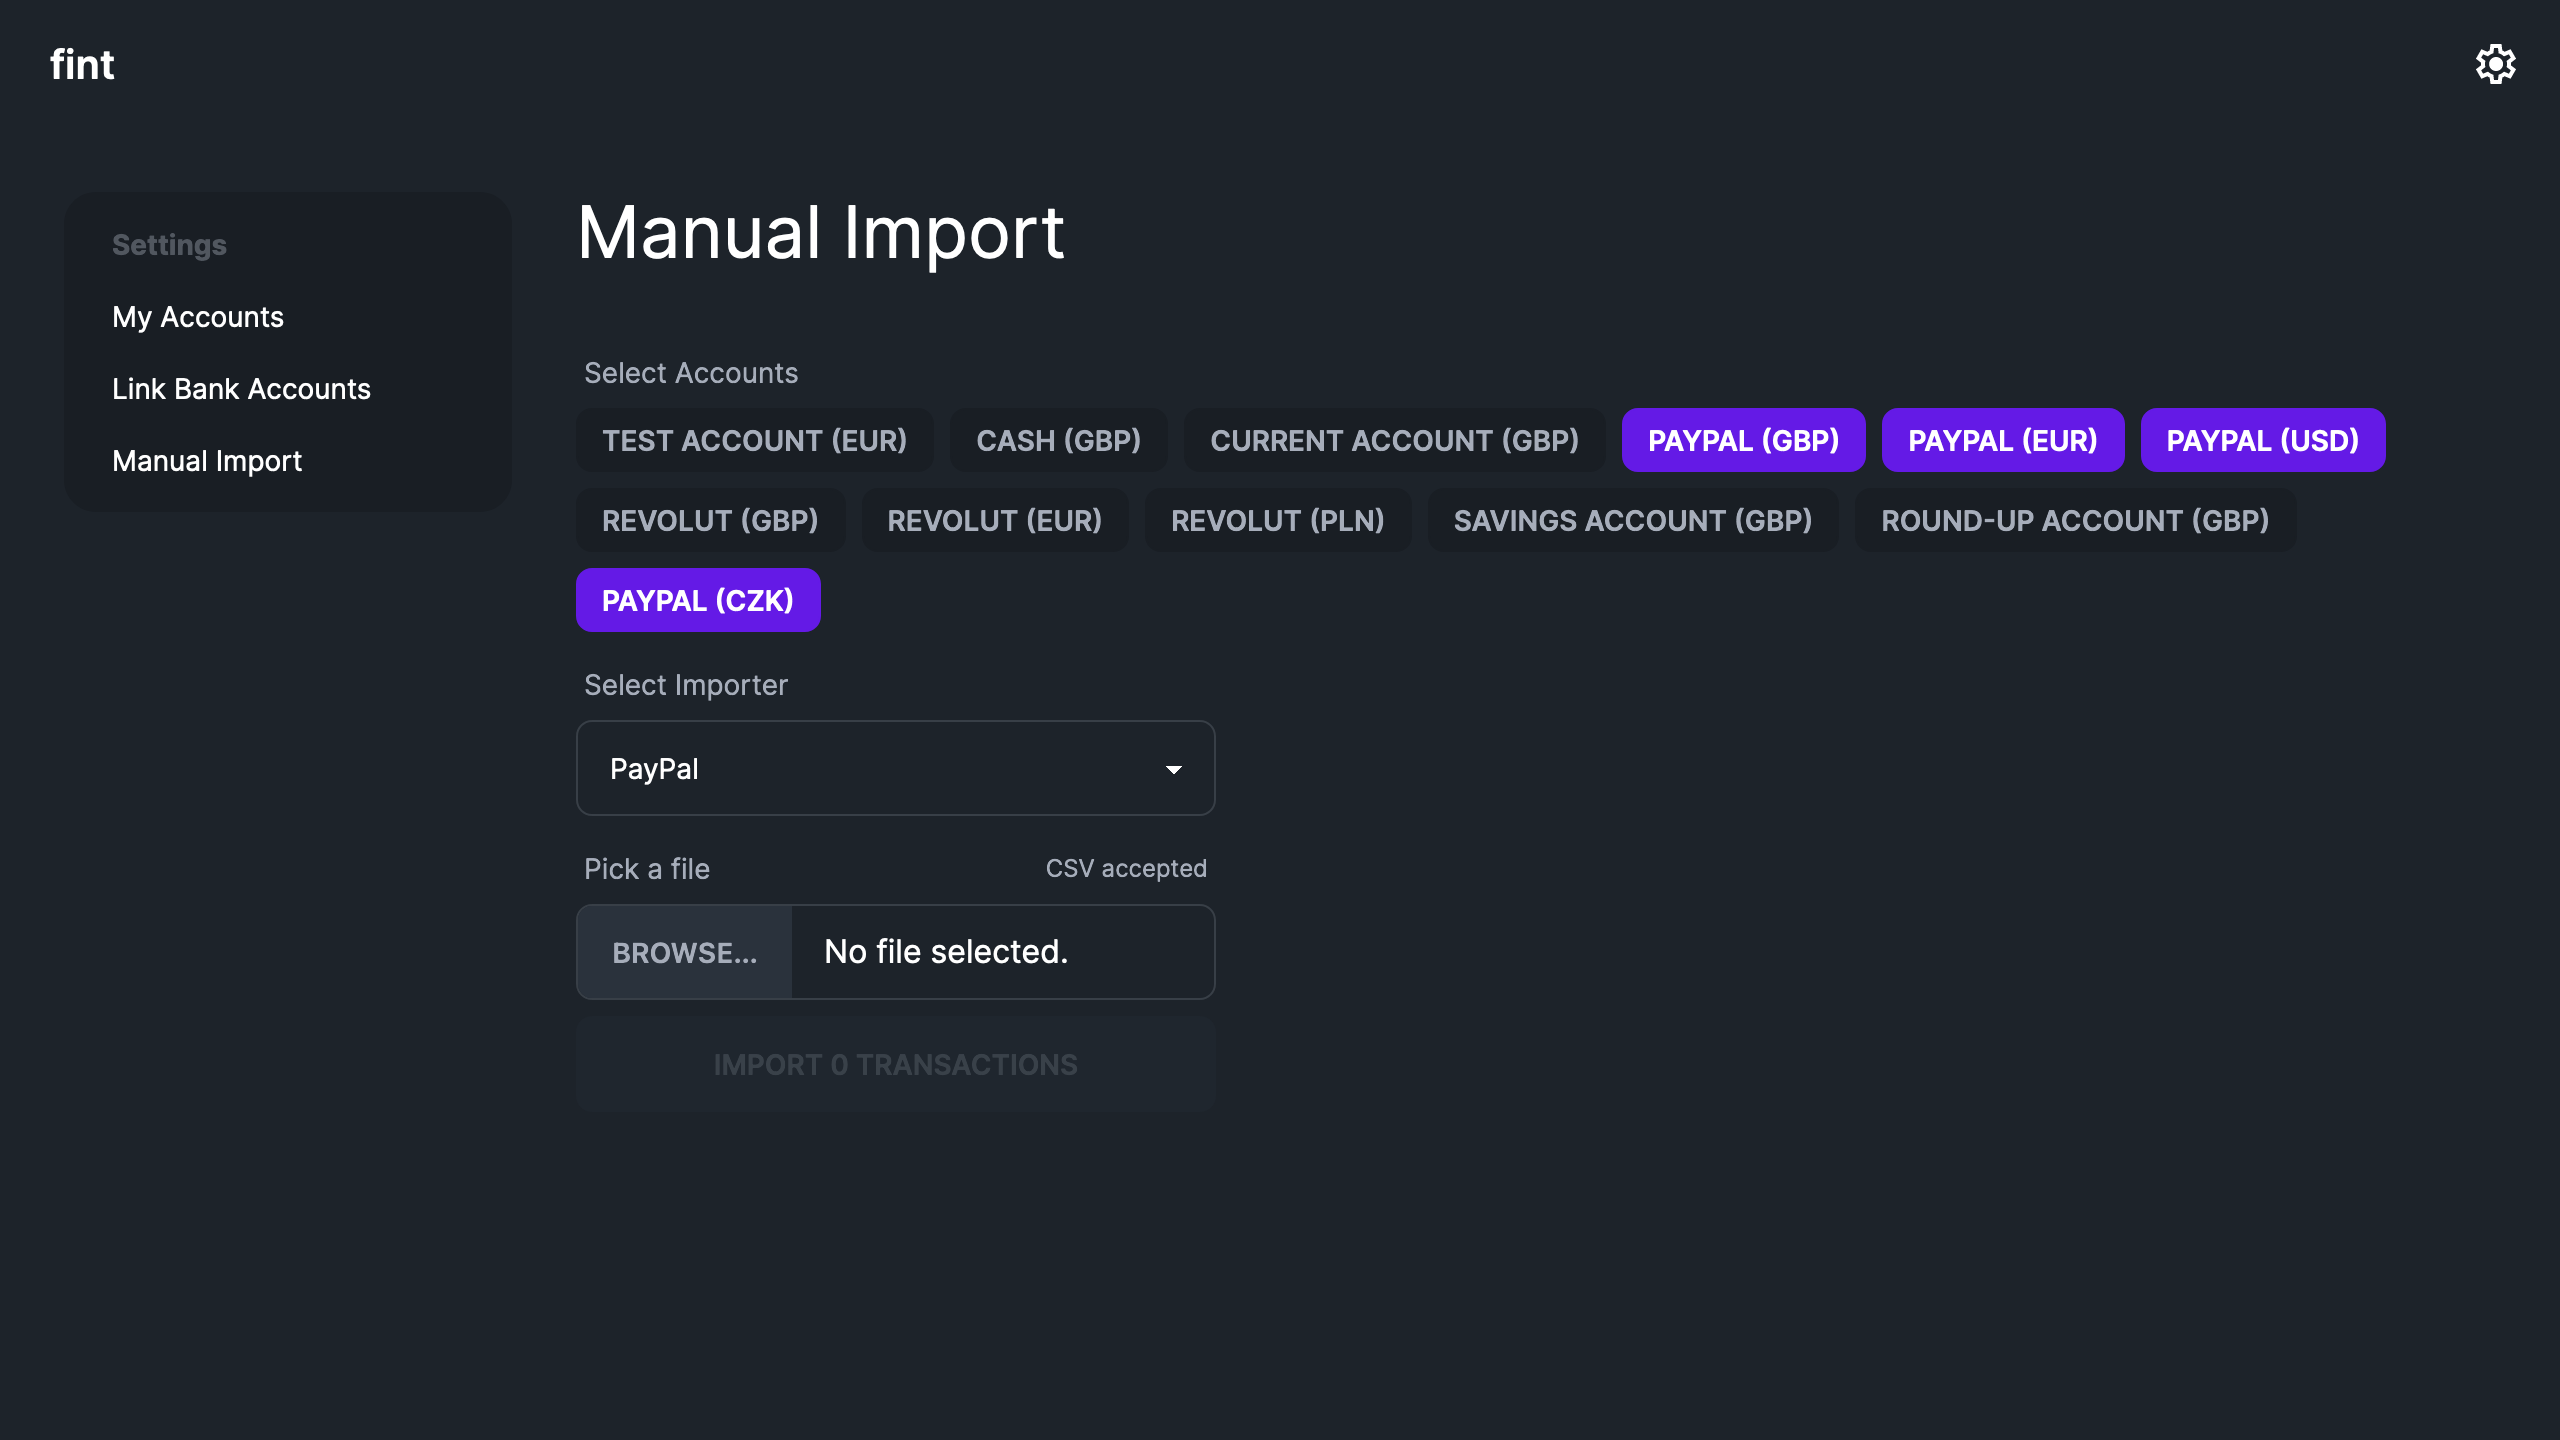 fint
Settings
My Accounts
Link Bank Accounts
Manual Import
Manual Import
Select Accounts
TEST ACCOUNT (EUR) CASH (GBP) CURRENT ACCOUNT (GBP) PAYPAL (GBP) PAYPAL (EUR) PAYPAL (USD)
REVOLUT (GBP) REVOLUT (EUR) REVOLUT (PLN) SAVINGS ACCOUNT (GBP) ROUND-UP ACCOUNT (GBP)
PAYPAL (CZK)
Select Importer
PayPal
Pick a file CSV accepted
BROWSE... No file selected.
IMPORT 0 TRANSACTIONS